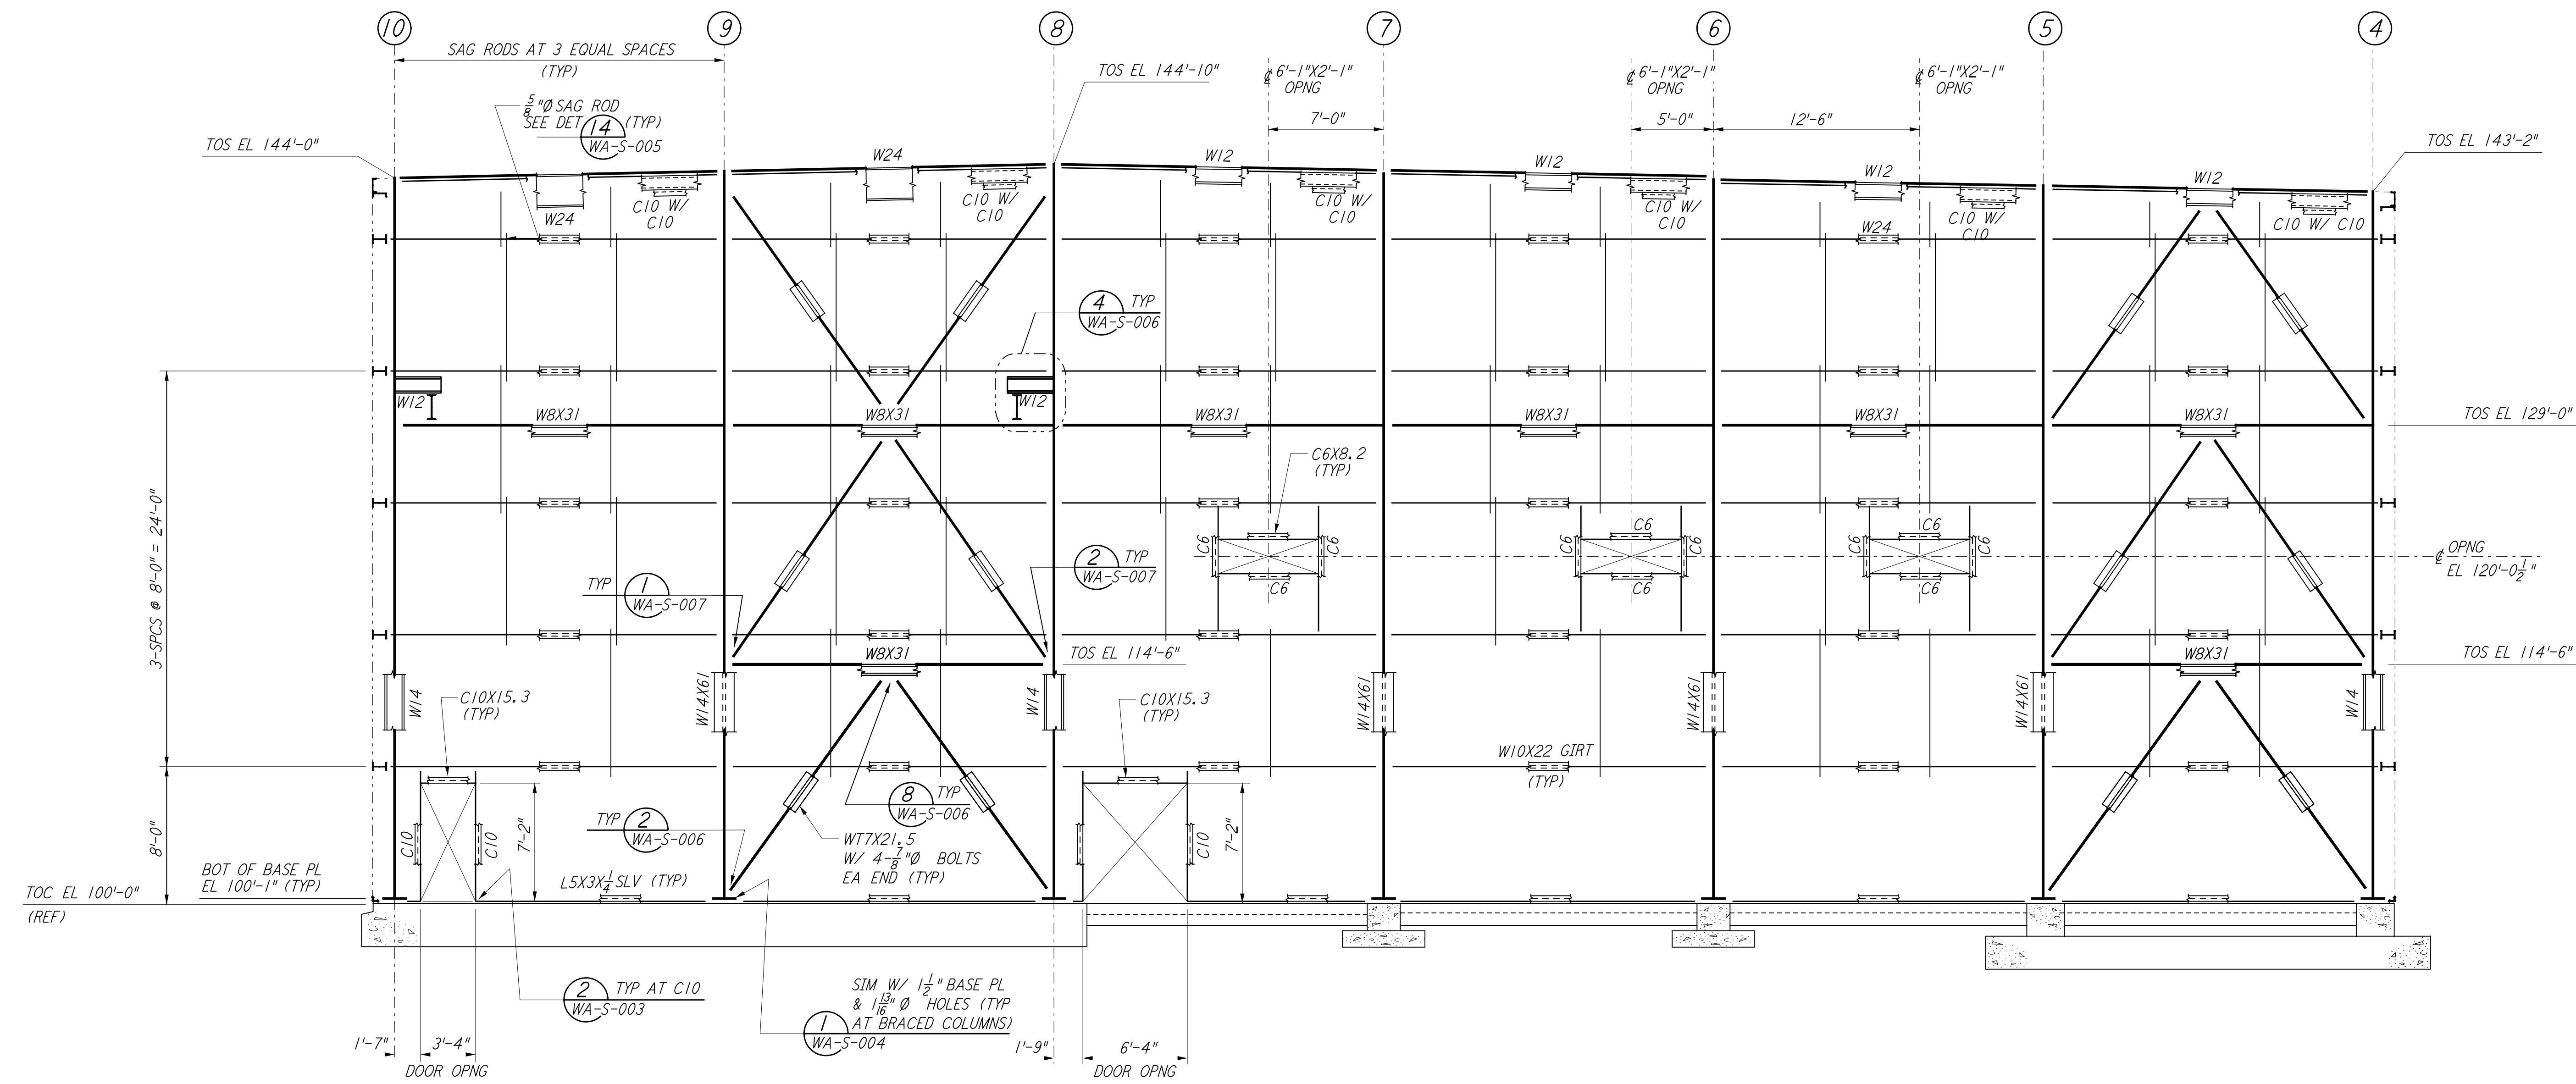 10
9
8
7
6
5
4
SAG RODS AT 3 EQUAL SPACES
(TYP)
TOS EL 144'-10"
℄ 6'-1"X2'-1"
OPNG
℄ 6'-1"X2'-1"
OPNG
℄ 6'-1"X2'-1"
OPNG
5/8"Ø SAG ROD
SEE DET 14 (TYP)
WA-S-005
7'-0"
5'-0"
12'-6"
TOS EL 144'-0"
TOS EL 143'-2"
W24
W24
W12
W12
W12
W24
W12
C10 W/
C10
C10 W/
C10
C10 W/
C10
C10 W/
C10
C10 W/
C10
C10 W/ C10
4 TYP
WA-S-006
W12
W12
W8X31
W8X31
W8X31
W8X31
W8X31
W8X31
TOS EL 129'-0"
C6X8.2
(TYP)
3-SPCS @ 8'-0" = 24'-0"
C6
C6
C6
C6
C6
C6
C6
C6
C6
C6
C6
℄ OPNG
EL 120'-0 1/2"
2 TYP
WA-S-007
TYP 1
WA-S-007
W8X31
TOS EL 114'-6"
W8X31
TOS EL 114'-6"
C10X15.3
(TYP)
C10X15.3
(TYP)
W14
W14X61
W14
W14X61
W14X61
W14X61
W14
W10X22 GIRT
(TYP)
8 TYP
WA-S-006
TYP 2
WA-S-006
8'-0"
C10
C10
7'-2"
C10
7'-2"
WT7X21.5
W/ 4-7/8"Ø BOLTS
EA END (TYP)
BOT OF BASE PL
EL 100'-1" (TYP)
L5X3X1/4 SLV (TYP)
TOC EL 100'-0"
(REF)
2 TYP AT C10
WA-S-003
SIM W/ 1 1/2" BASE PL
& 1 13/16" Ø HOLES (TYP
1 AT BRACED COLUMNS)
WA-S-004
1'-7"
3'-4"
DOOR OPNG
1'-9"
6'-4"
DOOR OPNG